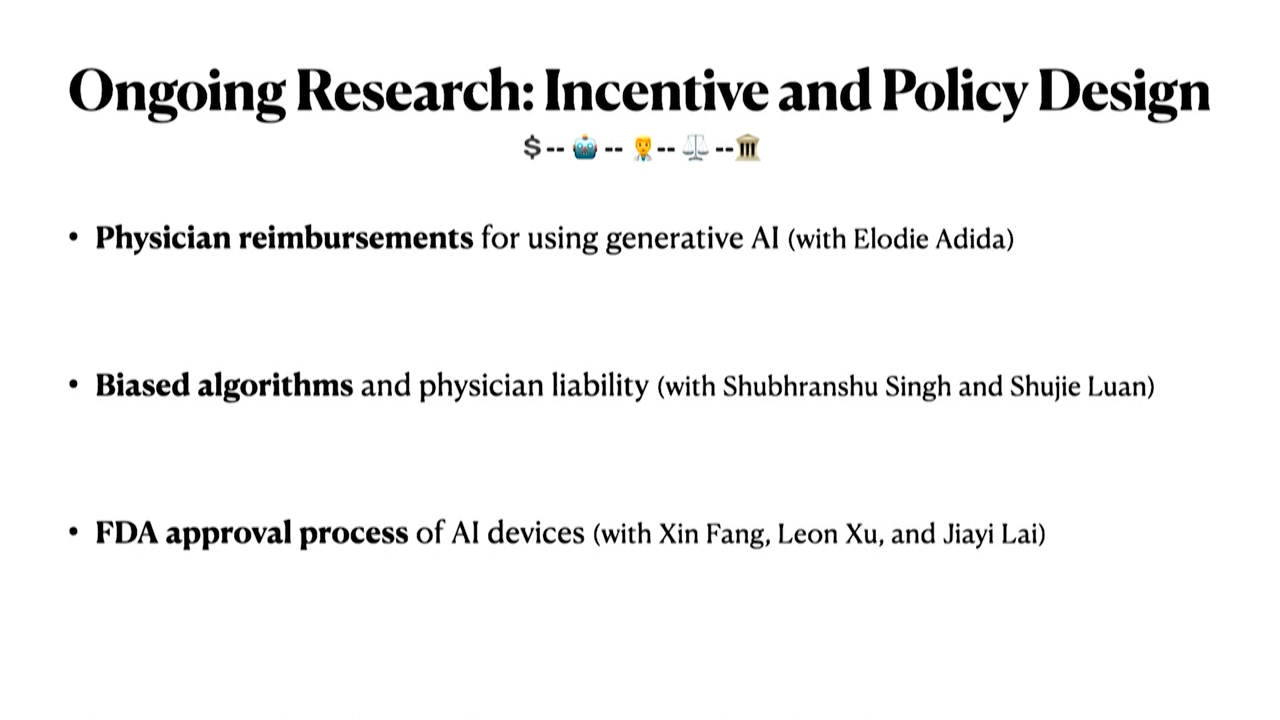 Ongoing Research: Incentive and Policy Design
$-- 🤖 -- 👨‍⚕️-- ⚖️ --🏛️
• Physician reimbursements for using generative AI (with Elodie Adida)
• Biased algorithms and physician liability (with Shubhranshu Singh and Shujie Luan)
• FDA approval process of AI devices (with Xin Fang, Leon Xu, and Jiayi Lai)